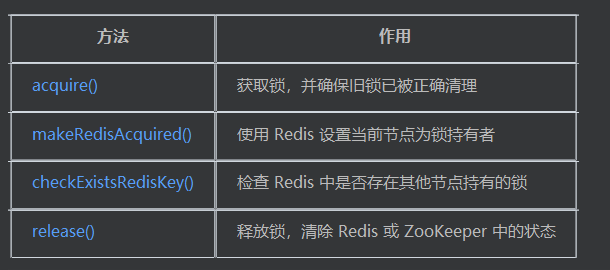 方法 作用
acquire() 获取锁，并确保旧锁已被正确清理
makeRedisAcquired() 使用 Redis 设置当前节点为锁持有者
checkExistsRedisKey() 检查 Redis 中是否存在其他节点持有的锁
release() 释放锁，清除 Redis 或 ZooKeeper 中的状态